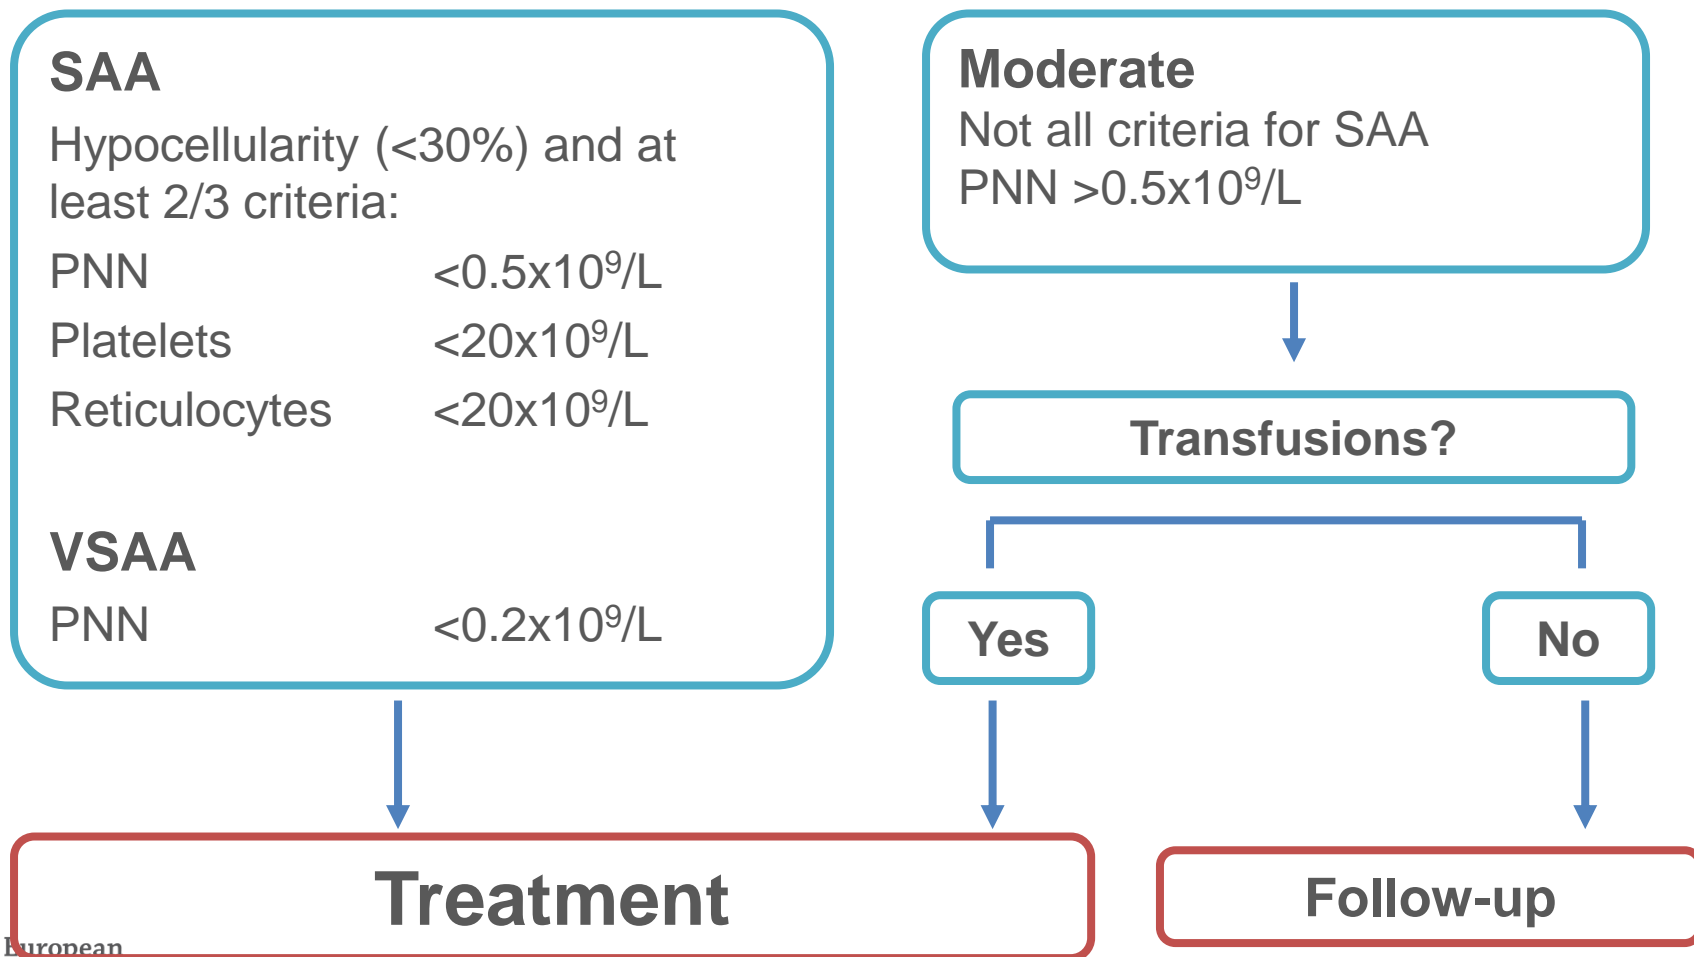 SAA
Hypocellularity (<30%) and at
least 2/3 criteria:
PNN <0.5x10⁹/L
Platelets <20x10⁹/L
Reticulocytes <20x10⁹/L
VSAA
PNN <0.2x10⁹/L
Moderate
Not all criteria for SAA
PNN >0.5x10⁹/L
Transfusions?
Yes
No
Treatment
Follow-up
European